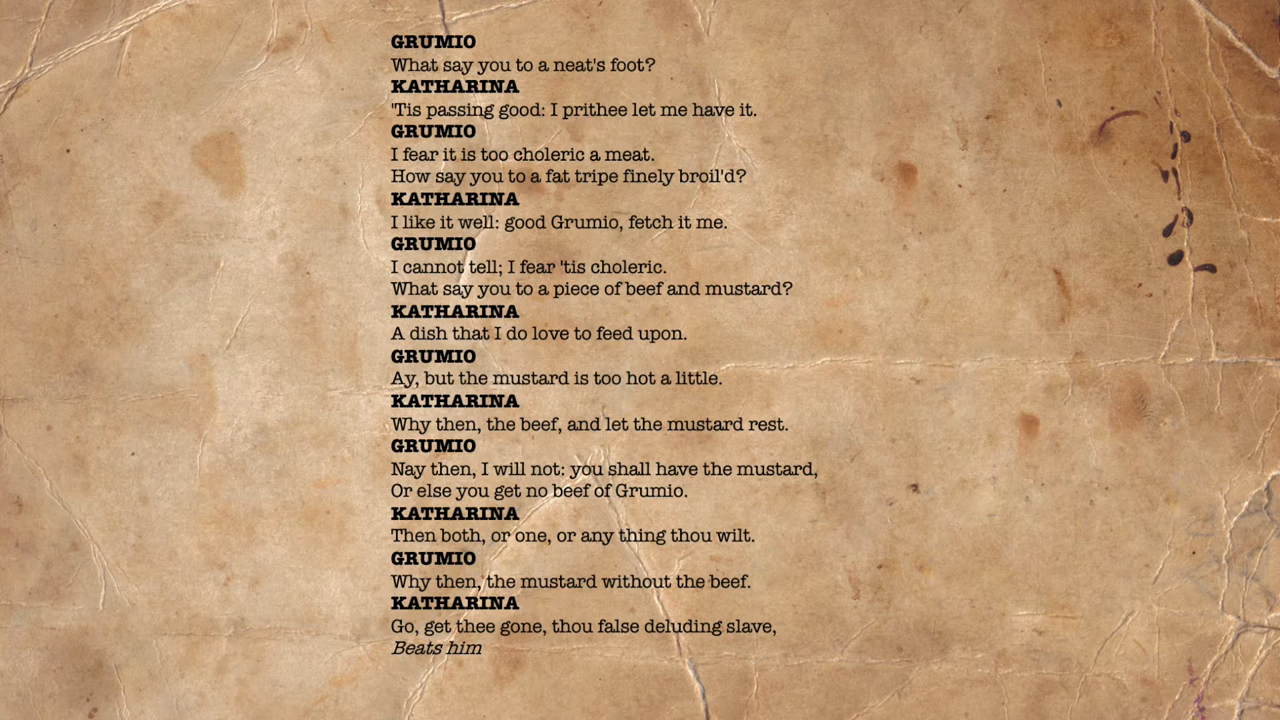 GRUMIO
What say you to a neat's foot?
KATHARINA
'Tis passing good: I prithee let me have it.
GRUMIO
I fear it is too choleric a meat.
How say you to a fat tripe finely broil'd?
KATHARINA
I like it well: good Grumio, fetch it me.
GRUMIO
I cannot tell; I fear 'tis choleric.
What say you to a piece of beef and mustard?
KATHARINA
A dish that I do love to feed upon.
GRUMIO
Ay, but the mustard is too hot a little.
KATHARINA
Why then, the beef, and let the mustard rest.
GRUMIO
Nay then, I will not: you shall have the mustard,
Or else you get no beef of Grumio.
KATHARINA
Then both, or one, or any thing thou wilt.
GRUMIO
Why then, the mustard without the beef.
KATHARINA
Go, get thee gone, thou false deluding slave,
Beats him